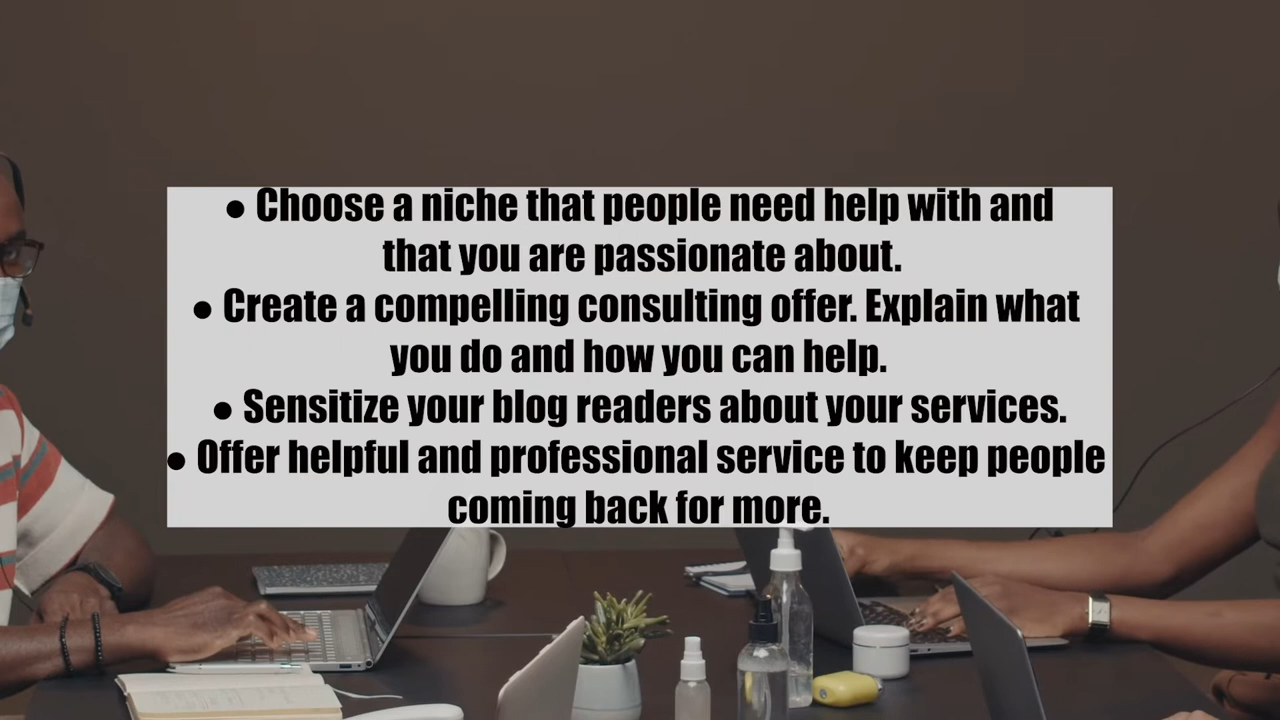 ● Choose a niche that people need help with and
that you are passionate about.
● Create a compelling consulting offer. Explain what
you do and how you can help.
● Sensitize your blog readers about your services.
● Offer helpful and professional service to keep people
coming back for more.